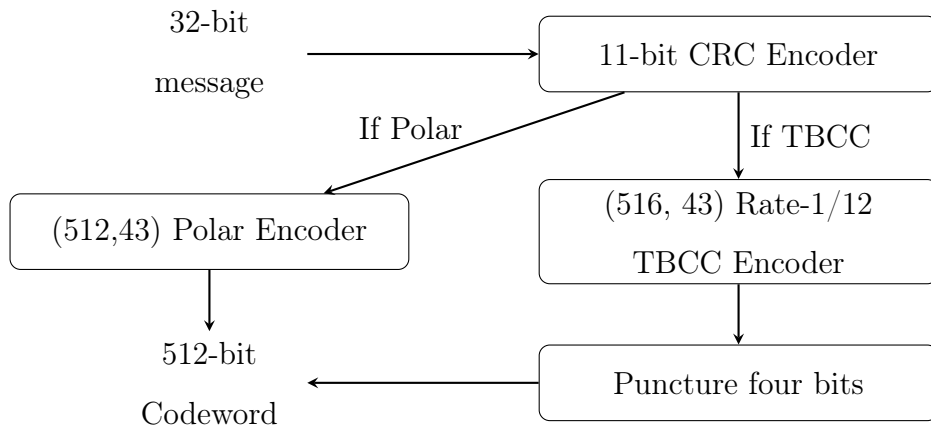 32-bit
message
11-bit CRC Encoder
If Polar
If TBCC
(512,43) Polar Encoder
(516, 43) Rate-1/12
TBCC Encoder
512-bit
Codeword
Puncture four bits